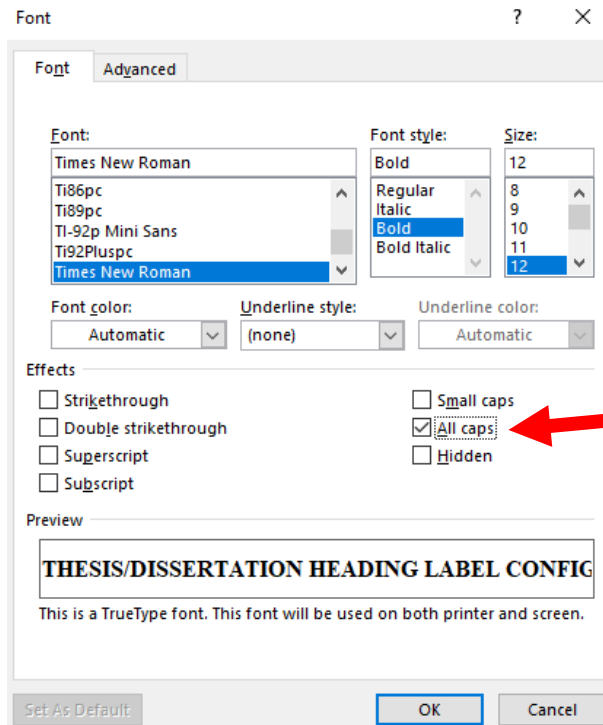 Font ? ×
Font Advanced
Font: Font style: Size:
Times New Roman Bold 12
Ti86pc Regular 8
Ti89pc Italic 9
TI-92p Mini Sans Bold 10
Ti92Pluspc Bold Italic 11
Times New Roman 12
Font color: Underline style: Underline color:
Automatic (none) Automatic
Effects
Strikethrough Small caps
Double strikethrough All caps
Superscript Hidden
Subscript
Preview
THESIS/DISSERTATION HEADING LABEL CONFIG
This is a TrueType font. This font will be used on both printer and screen.
Set As Default OK Cancel